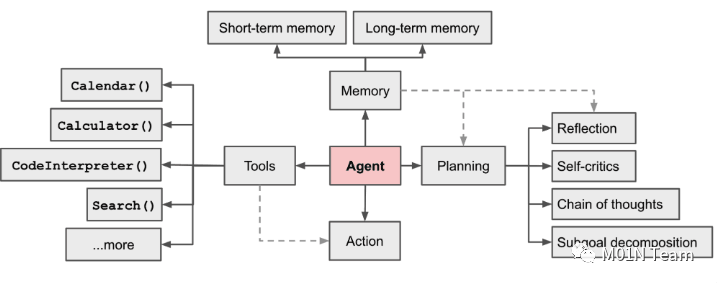 Short-term memory
Long-term memory
Calendar()
Memory
Calculator()
Reflection
CodeInterpreter()
Tools
Agent
Planning
Self-critics
Search()
Chain of thoughts
...more
Action
Subgoal decomposition
M01N Team